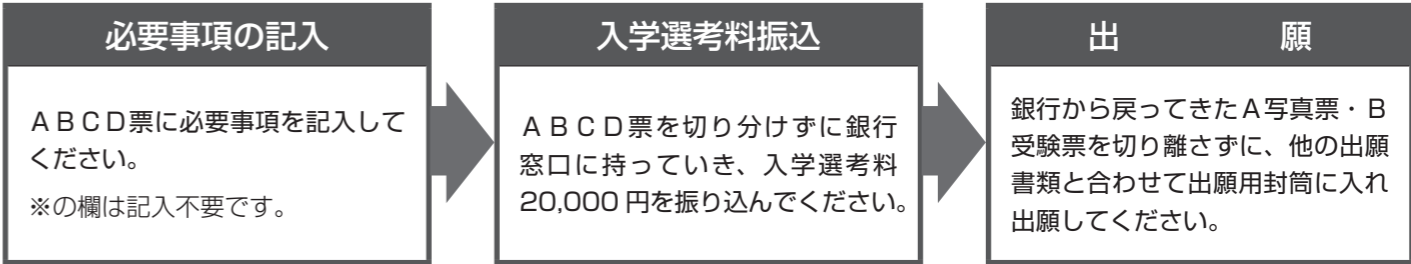 必要事項の記入
ＡＢＣＤ票に必要事項を記入して
ください。
※の欄は記入不要です。
入学選考料振込
ＡＢＣＤ票を切り分けずに銀行
窓口に持っていき、入学選考料
20,000 円を振り込んでください。
出　願
銀行から戻ってきたＡ写真票・Ｂ
受験票を切り離さずに、他の出願
書類と合わせて出願用封筒に入れ
出願してください。